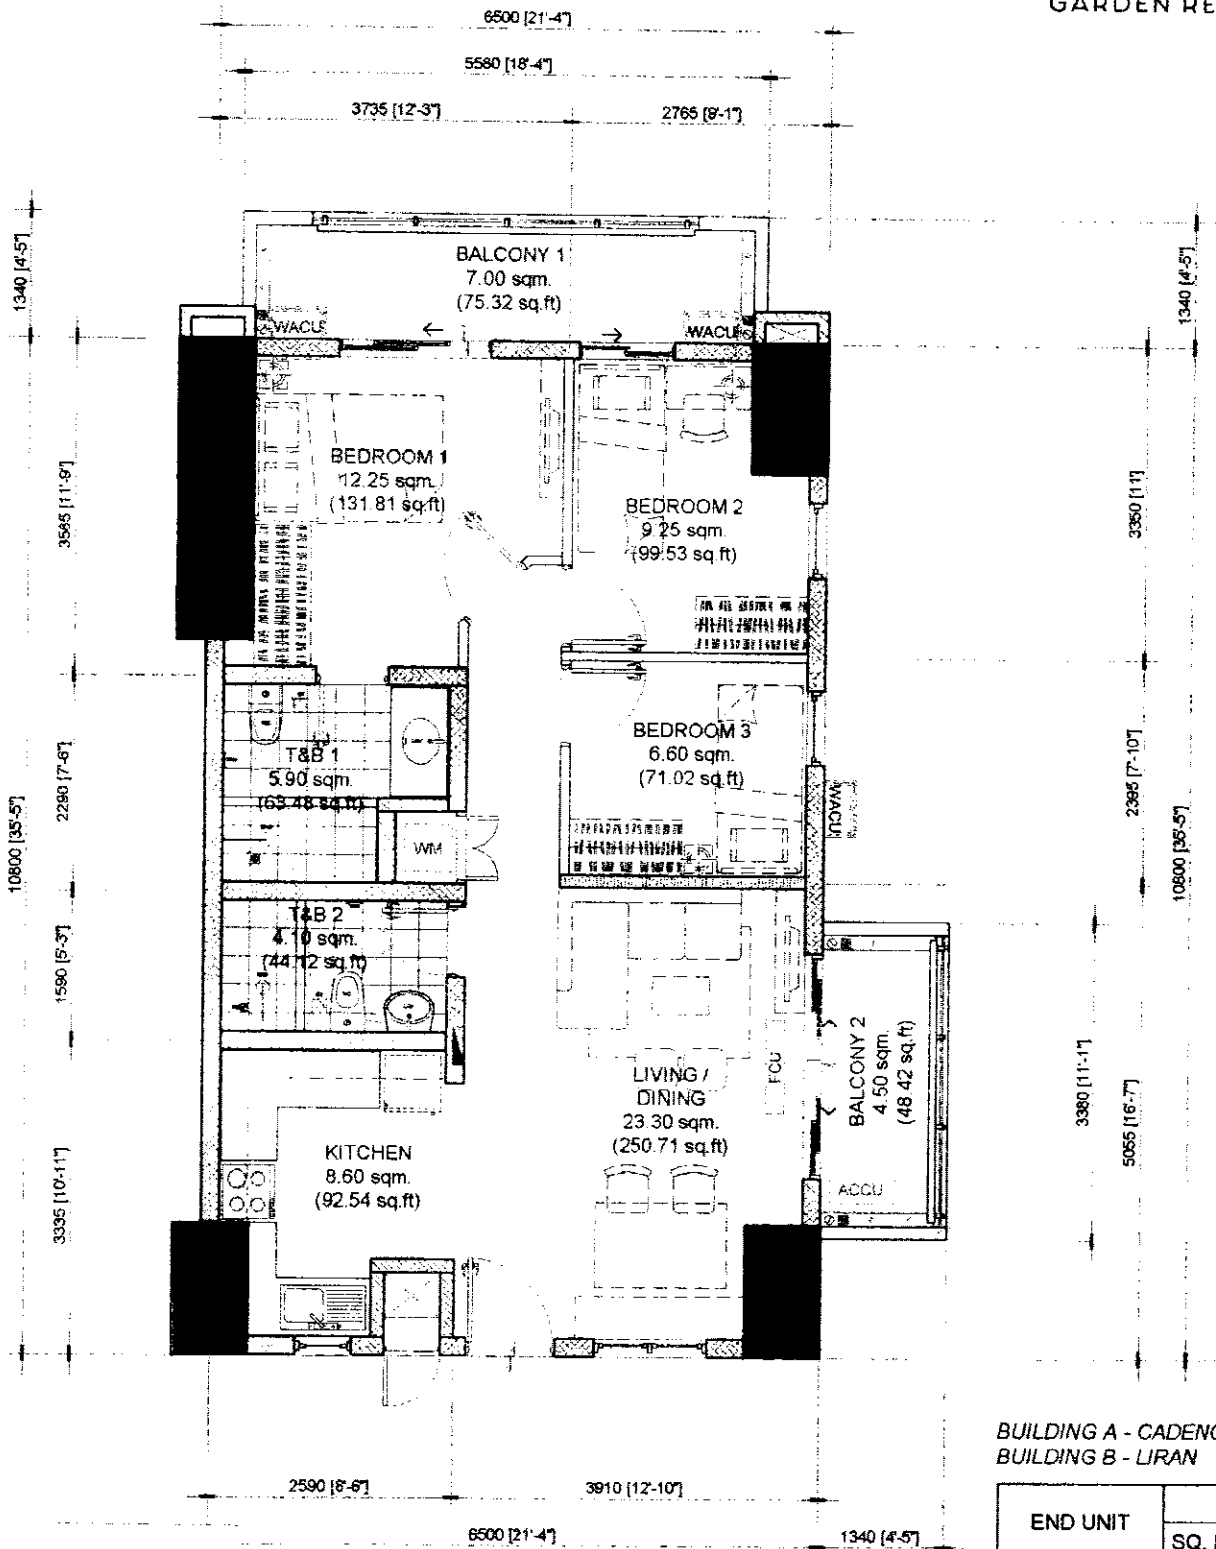 GARDEN RE
6500 [21'-4"]
5580 [18'-4"]
3735 [12'-3"]
2765 [9'-1"]
1340 [4'-5"]
1340 [4'-5"]
BALCONY 1
7.00 sqm.
(75.32 sq.ft)
WACU
WACU
3585 [11'-9"]
BEDROOM 1
12.25 sqm.
(131.81 sq.ft)
BEDROOM 2
9.25 sqm.
(99.53 sq.ft)
3350 [11']
10800 [35'-5"]
2290 [7'-6"]
T&B 1
5.90 sqm.
(63.48 sq.ft)
BEDROOM 3
6.60 sqm.
(71.02 sq.ft)
WACU
2395 [7'-10"]
10800 [35'-5"]
WM
1590 [5'-3"]
T&B 2
4.10 sqm.
(44.12 sq.ft)
LIVING /
DINING
23.30 sqm.
(250.71 sq.ft)
FCU
BALCONY 2
4.50 sqm.
(48.42 sq.ft)
3380 [11'-1"]
5055 [16'-7"]
3335 [10'-11"]
KITCHEN
8.60 sqm.
(92.54 sq.ft)
ACCU
2590 [8'-6"]
3910 [12'-10"]
6500 [21'-4"]
1340 [4'-5"]
BUILDING A - CADENC
BUILDING B - LIRAN
END UNIT
SQ.